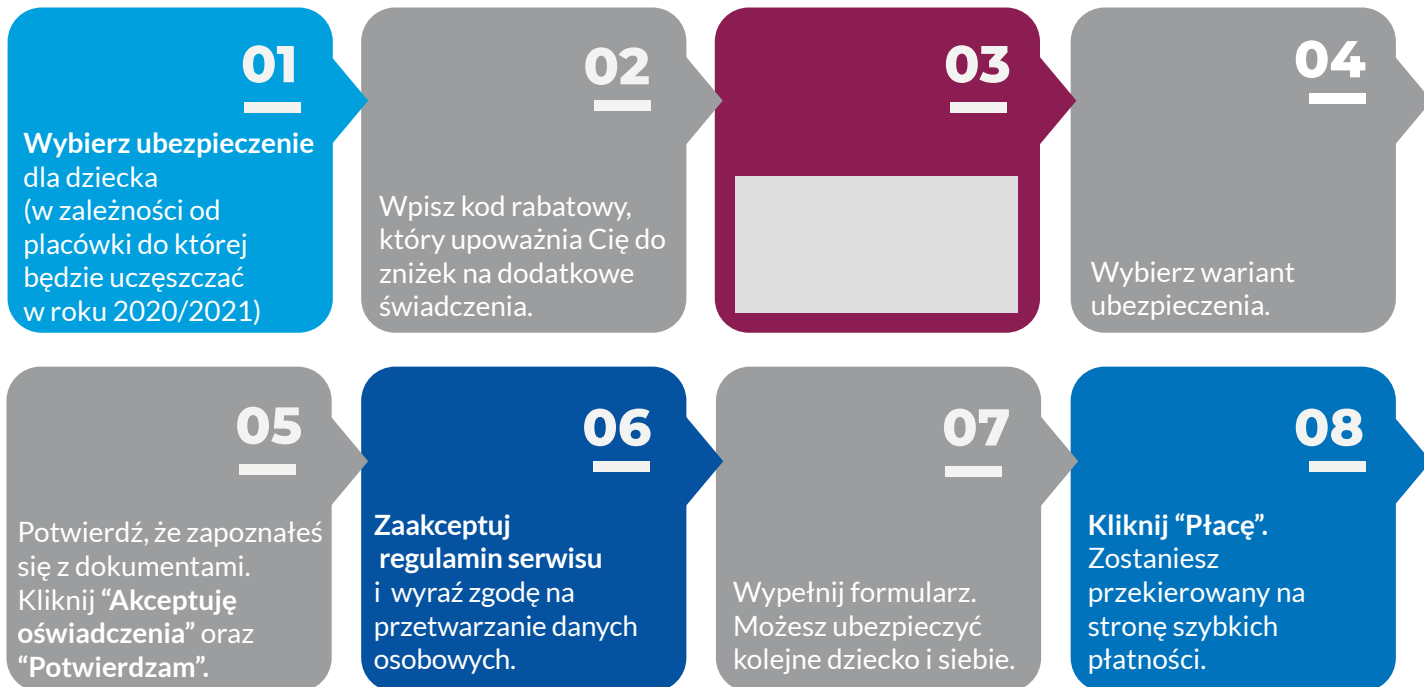 01
Wybierz ubezpieczenie
dla dziecka
(w zależności od
placówki do której
będzie uczęszczać
w roku 2020/2021)
02
Wpisz kod rabatowy,
który upoważnia Cię do
zniżek na dodatkowe
świadczenia.
03
04
Wybierz wariant
ubezpieczenia.
05
Potwierdź, że zapoznałeś
się z dokumentami.
Kliknij “Akceptuję
oświadczenia” oraz
“Potwierdzam”.
06
Zaakceptuj
regulamin serwisu
i wyraź zgodę na
przetwarzanie danych
osobowych.
07
Wypełnij formularz.
Możesz ubezpieczyć
kolejne dziecko i siebie.
08
Kliknij “Płacę”.
Zostaniesz
przekierowany na
stronę szybkich
płatności.